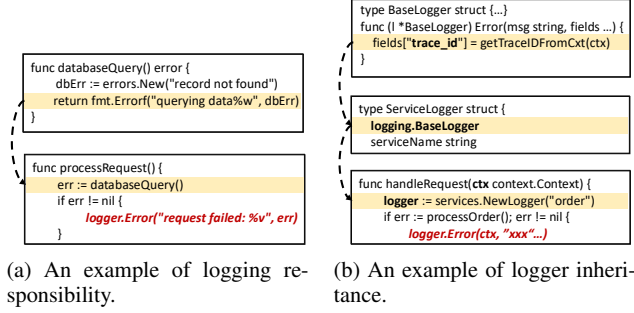 func databaseQuery() error {
dbErr := errors.New("record not found")
return fmt.Errorf("querying data%w", dbErr)
}
func processRequest() {
err := databaseQuery()
if err != nil {
logger.Error("request failed: %v", err)
}
(a) An example of logging re-
sponsibility.
type BaseLogger struct {…}
func (l *BaseLogger) Error(msg string, fields …) {
fields["trace_id"] = getTraceIDFromCxt(ctx)
}
type ServiceLogger struct {
logging.BaseLogger
serviceName string
func handleRequest(ctx context.Context) {
logger := services.NewLogger("order")
if err := processOrder(); err != nil {
logger.Error(ctx, ”xxx“…)
(b) An example of logger inheri-
tance.